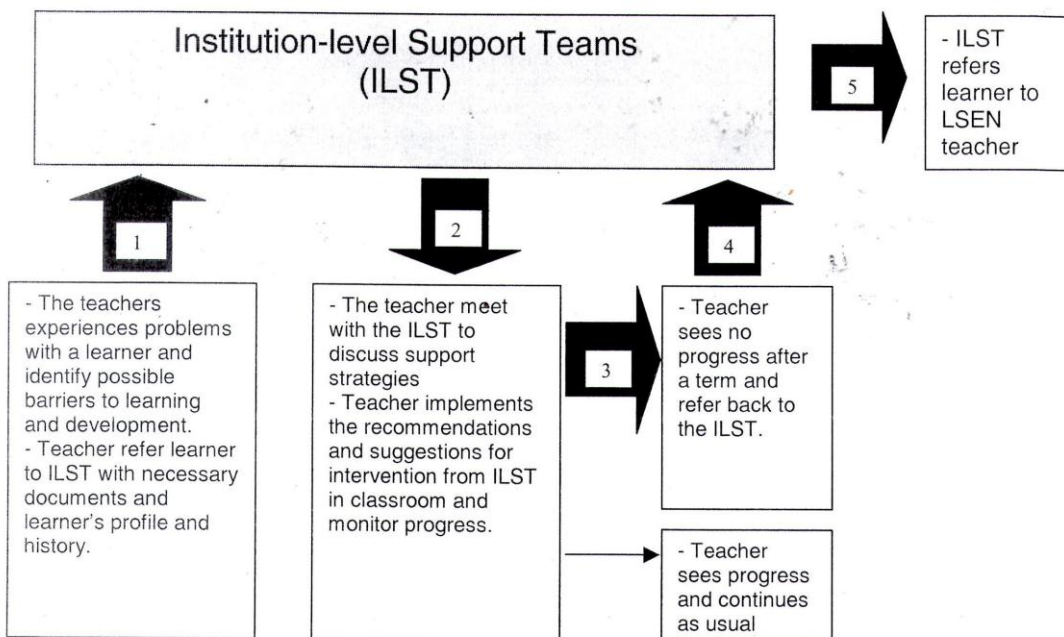 Institution-level Support Teams
(ILST)
5
- ILST
refers
learner to
LSEN
teacher
1
2
4
- The teachers
experiences problems
with a learner and
identify possible
barriers to learning
and development.
- Teacher refer learner
to ILST with necessary
documents and
learner's profile and
history.
- The teacher meet
with the ILST to
discuss support
strategies
- Teacher implements
the recommendations
and suggestions for
intervention from ILST
in classroom and
monitor progress.
3
- Teacher
sees no
progress after
a term and
refer back to
the ILST.
- Teacher
sees progress
and continues
as usual